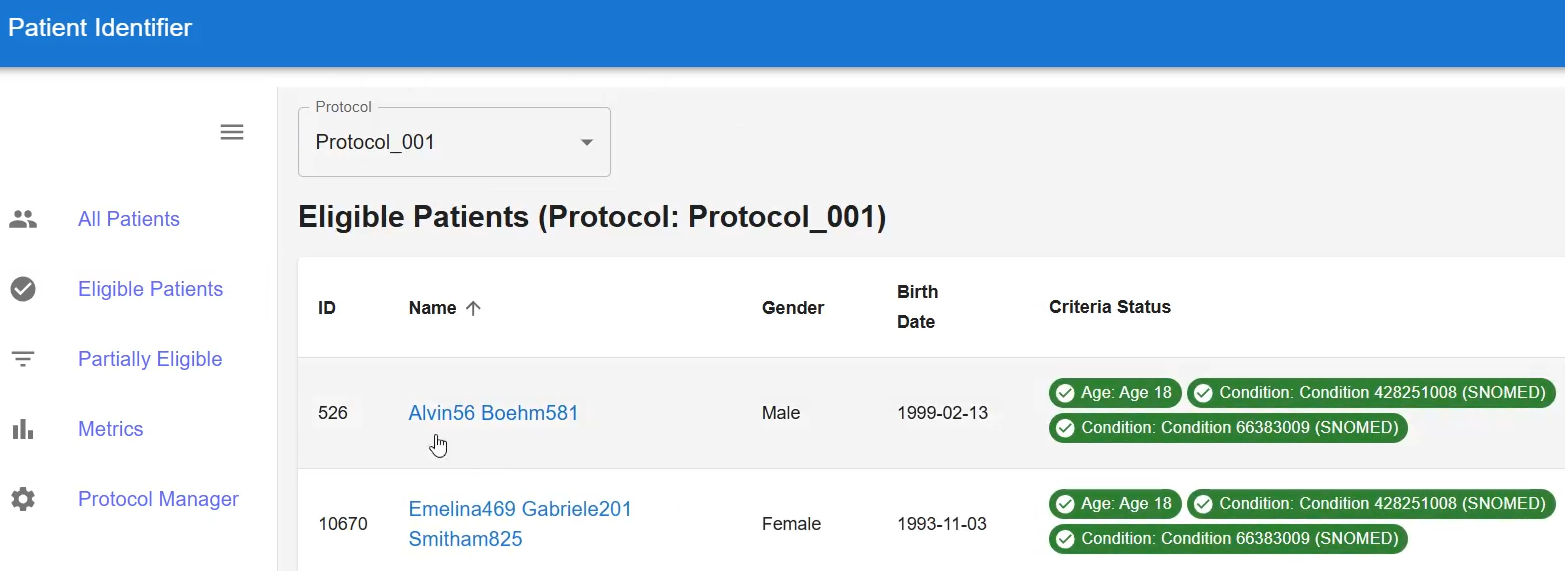 Patient Identifier
Protocol
Protocol_001
All Patients
Eligible Patients
Partially Eligible
Metrics
Protocol Manager
Eligible Patients (Protocol: Protocol_001)
ID Name Gender Birth Date Criteria Status
526 Alvin56 Boehm581 Male 1999-02-13 Age: Age 18 Condition: Condition 428251008 (SNOMED)
Condition: Condition 66383009 (SNOMED)
10670 Emelina469 Gabriele201 Smitham825 Female 1993-11-03 Age: Age 18 Condition: Condition 428251008 (SNOMED)
Condition: Condition 66383009 (SNOMED)